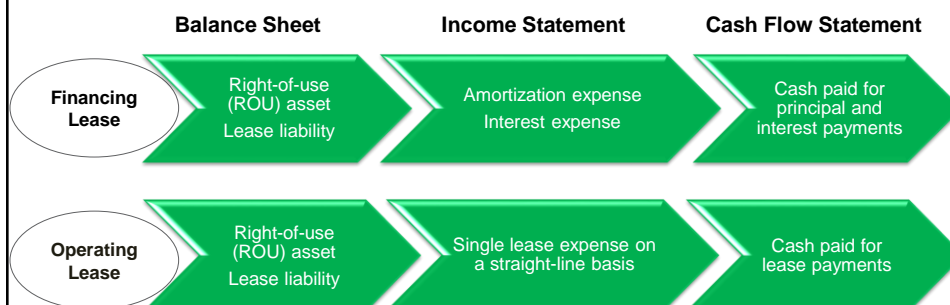 Balance Sheet
Income Statement
Cash Flow Statement
Financing
Lease
Right-of-use
(ROU) asset
Lease liability
Amortization expense
Interest expense
Cash paid for
principal and
interest payments
Operating
Lease
Right-of-use
(ROU) asset
Lease liability
Single lease expense on
a straight-line basis
Cash paid for
lease payments